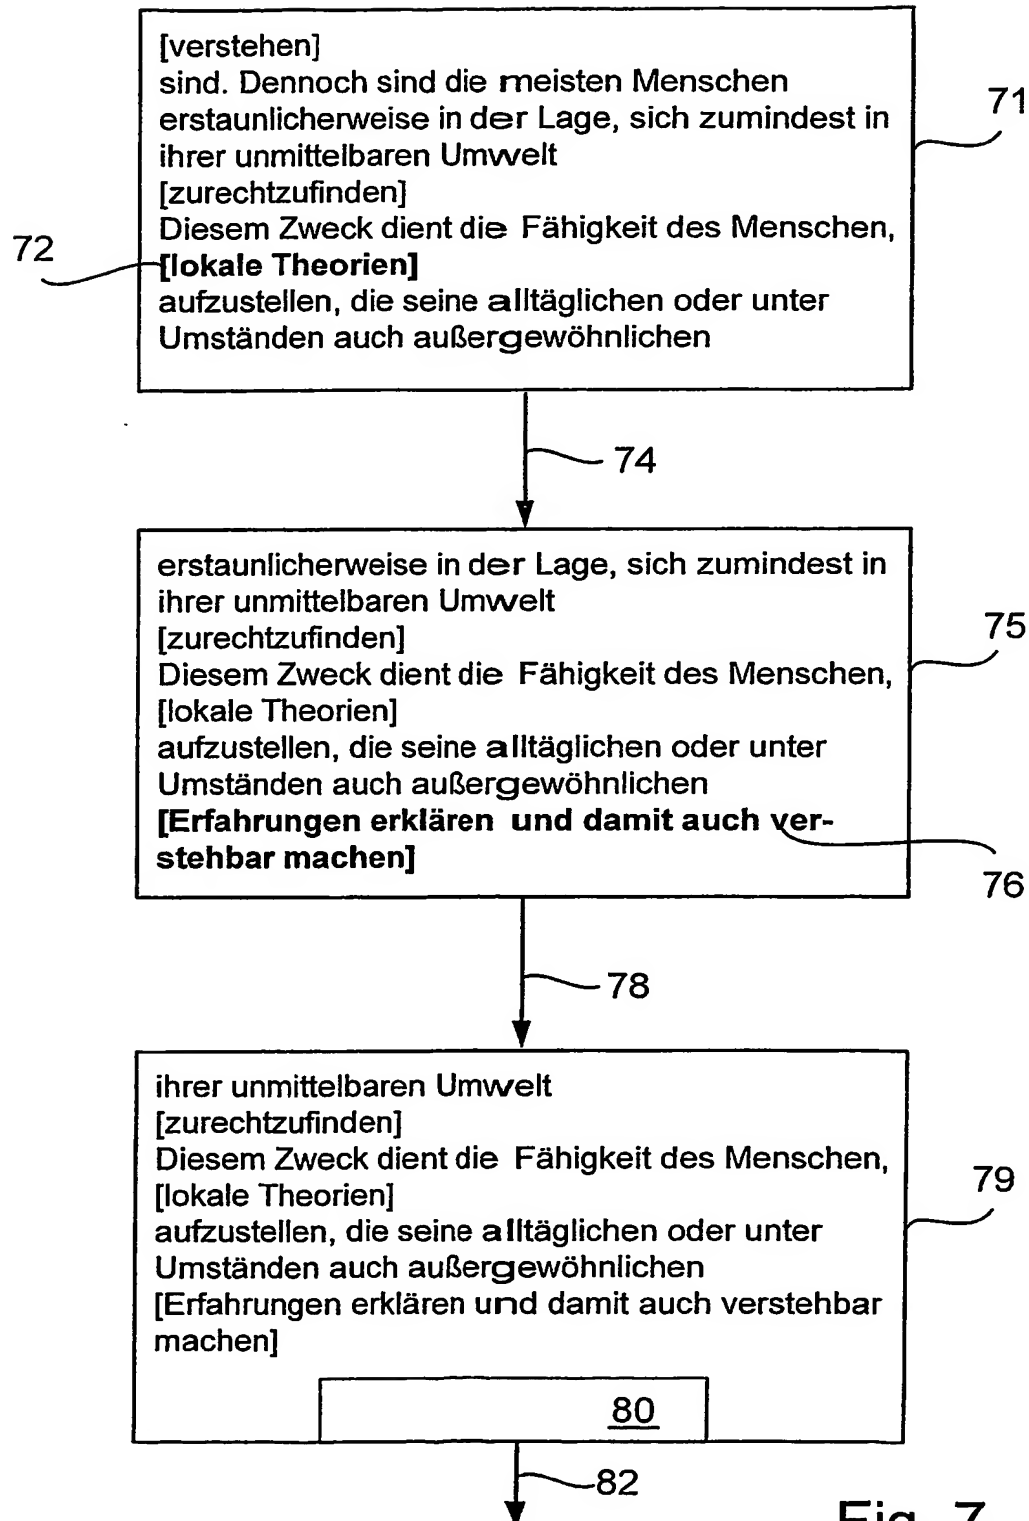 [verstehen]
sind. Dennoch sind die meisten Menschen
erstaunlicherweise in der Lage, sich zumindest in
ihrer unmittelbaren Umwelt
[zurechtzufinden]
Diesem Zweck dient die Fähigkeit des Menschen,
[lokale Theorien]
aufzustellen, die seine alltäglichen oder unter
Umständen auch außergewöhnlichen
71
72
74
erstaunlicherweise in der Lage, sich zumindest in
ihrer unmittelbaren Umwelt
[zurechtzufinden]
Diesem Zweck dient die Fähigkeit des Menschen,
[lokale Theorien]
aufzustellen, die seine alltäglichen oder unter
Umständen auch außergewöhnlichen
[Erfahrungen erklären und damit auch ver-
stehbar machen]
75
76
78
ihrer unmittelbaren Umwelt
[zurechtzufinden]
Diesem Zweck dient die Fähigkeit des Menschen,
[lokale Theorien]
aufzustellen, die seine alltäglichen oder unter
Umständen auch außergewöhnlichen
[Erfahrungen erklären und damit auch verstehbar
machen]
79
80
82
Fig. 7